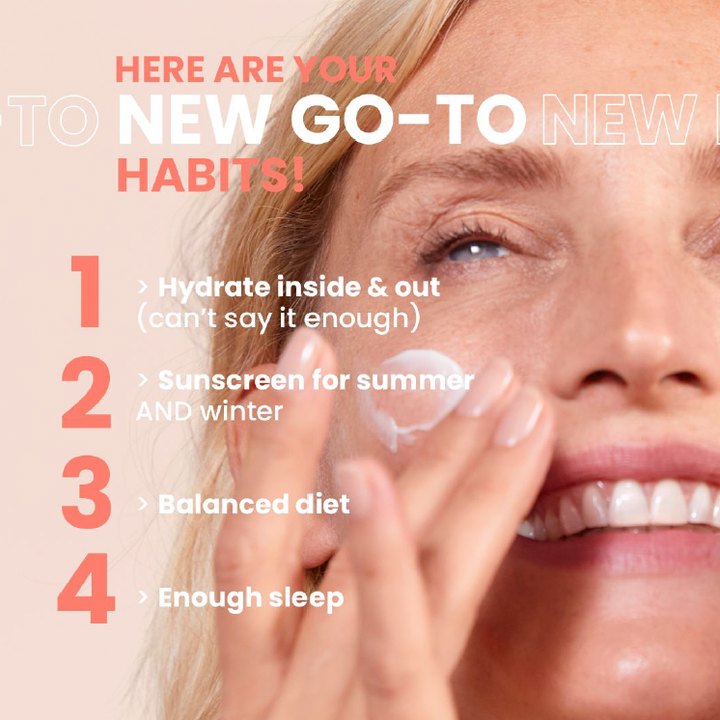 HERE ARE YOUR
-TO NEW GO-TO NEW
HABITS!
1 > Hydrate inside & out
(can't say it enough)
2 > Sunscreen for summer
AND winter
3 > Balanced diet
4 > Enough sleep